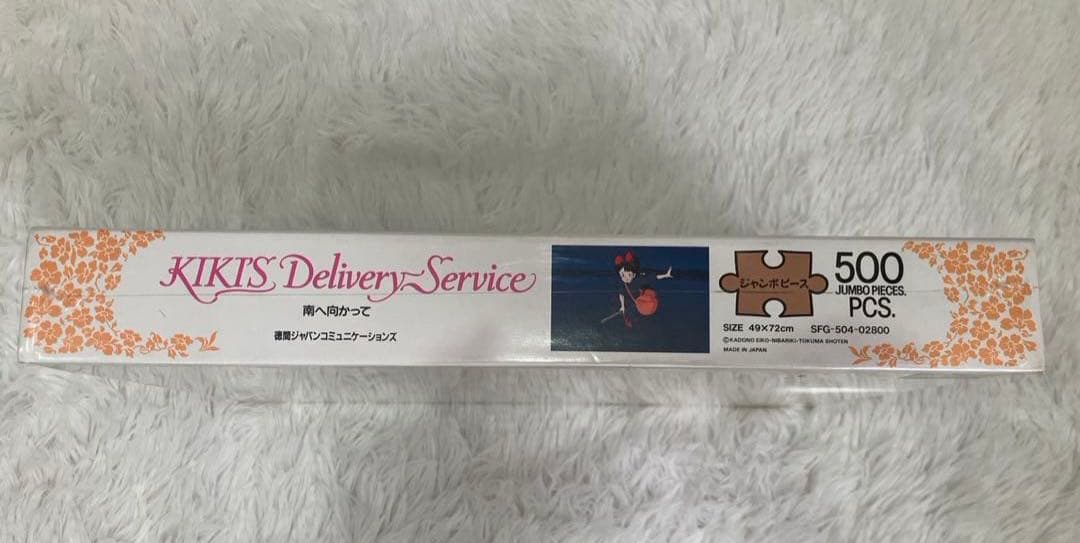 KIKI'S Delivery Service
南へ向かって
徳間ジャパンコミュニケーションズ
ジャンボピース
500
JUMBO PIECES.
PCS.
SIZE 49×72cm SFG-504-02800
©KADONO EIKO・NIBARIKI・TOKUMA SHOTEN
MADE IN JAPAN